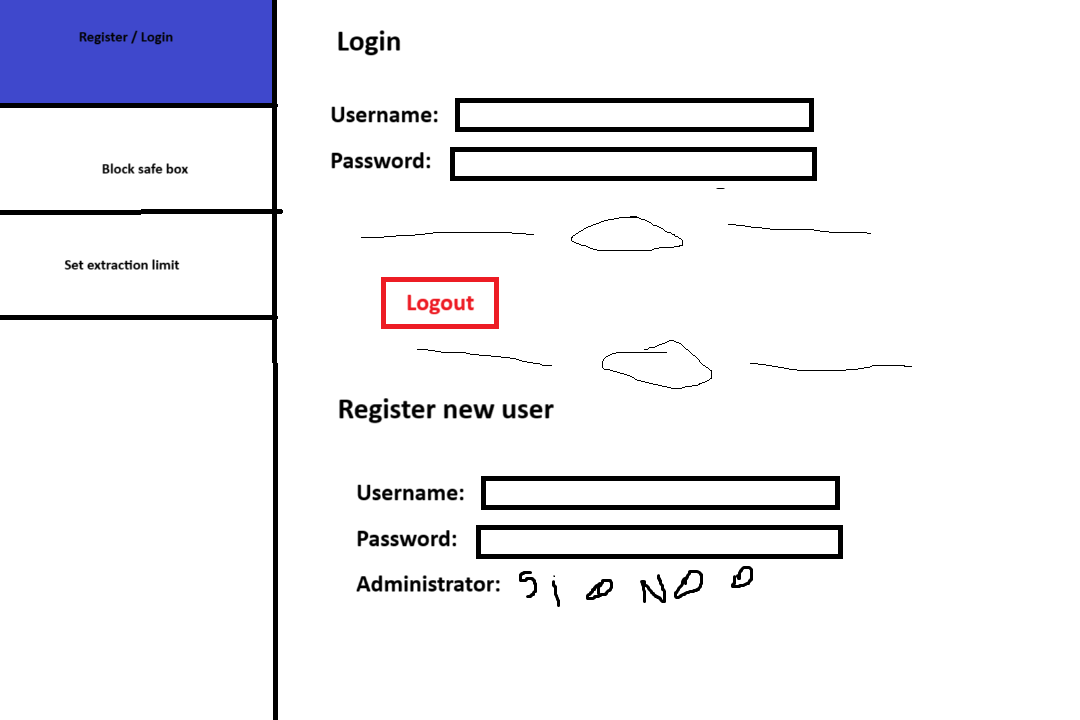 Register / Login
Block safe box
Set extraction limit
Login
Username:
Password:
Logout
Register new user
Username:
Password:
Administrator: Si O NO O